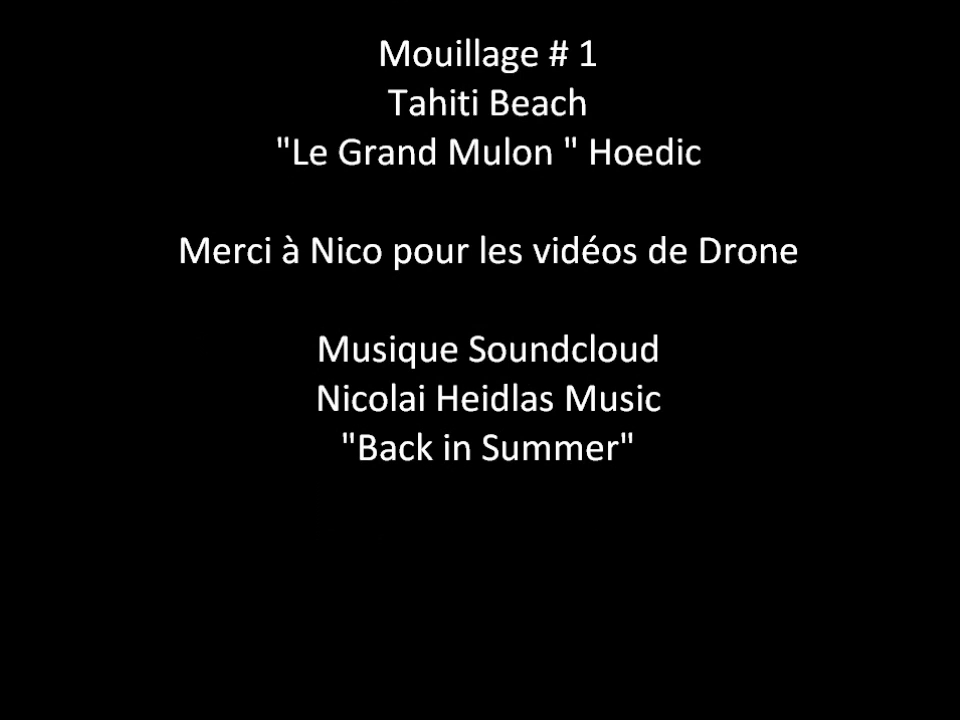 Mouillage # 1
Tahiti Beach
"Le Grand Mulon " Hoedic
Merci à Nico pour les vidéos de Drone
Musique Soundcloud
Nicolai Heidlas Music
"Back in Summer"